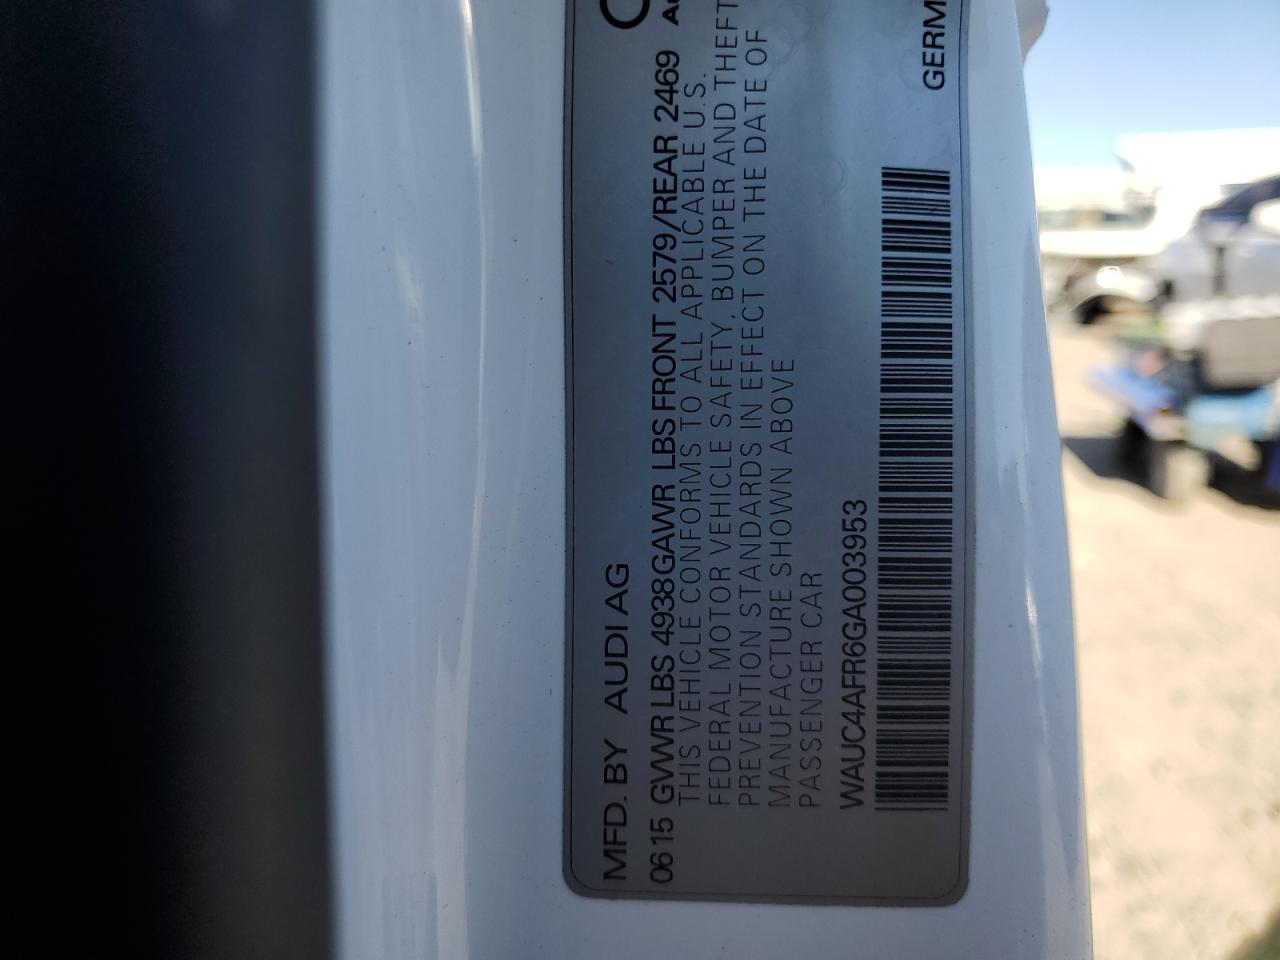 MFD. BY AUDI AG
06 15 GVWR LBS 4938 GAWR LBS FRONT 2579/REAR 2469
THIS VEHICLE CONFORMS TO ALL APPLICABLE U.S.
FEDERAL MOTOR VEHICLE SAFETY, BUMPER AND THEFT
PREVENTION STANDARDS IN EFFECT ON THE DATE OF
MANUFACTURE SHOWN ABOVE
PASSENGER CAR
WAUC4AFR6GA003953